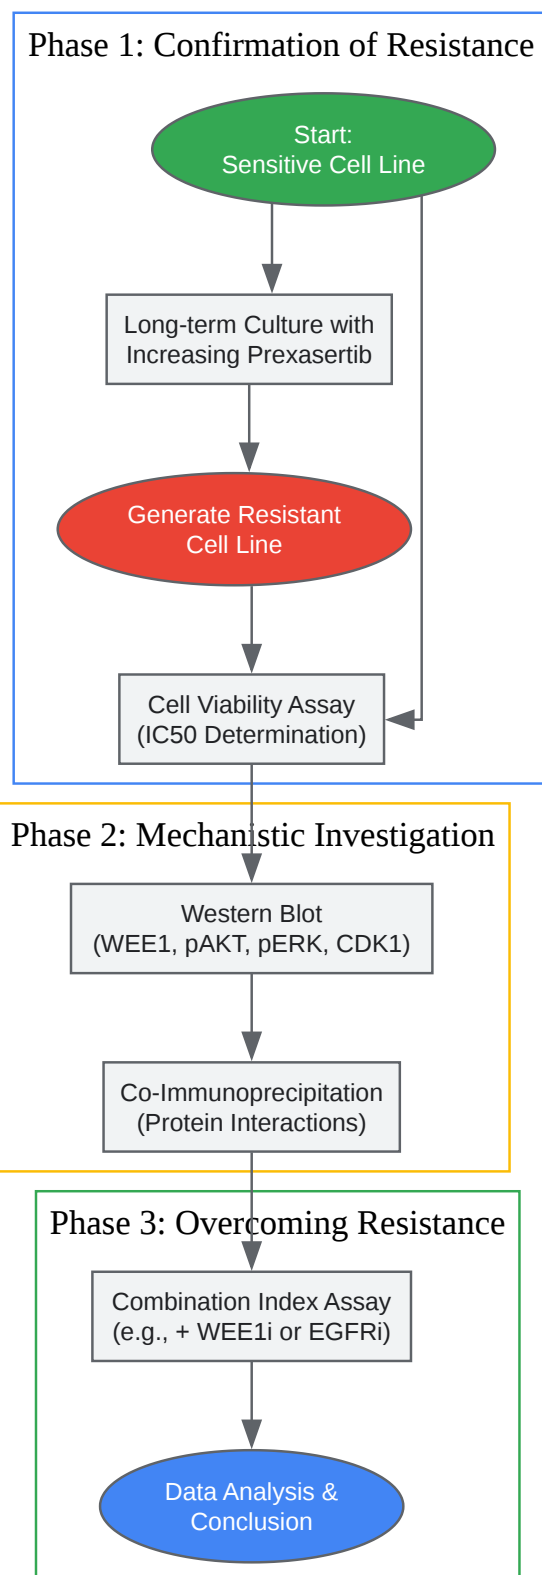 Phase 1: Confirmation of Resistance
Start:
Sensitive Cell Line
Long-term Culture with
Increasing Prexasertib
Generate Resistant
Cell Line
Cell Viability Assay
(IC50 Determination)
Phase 2: Mechanistic Investigation
Western Blot
(WEE1, pAKT, pERK, CDK1)
Co-Immunoprecipitation
(Protein Interactions)
Phase 3: Overcoming Resistance
Combination Index Assay
(e.g., + WEE1i or EGFRi)
Data Analysis &
Conclusion